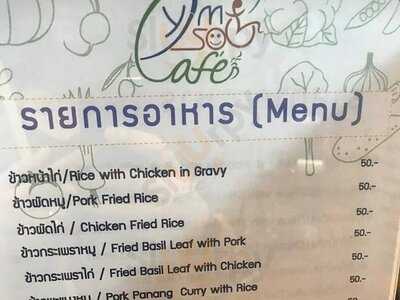 ยิ้มสู้
Café
รายการอาหาร (Menu)
ข้าวหน้าไก่/Rice with Chicken in Gravy 50.-
ข้าวผัดหมู/Pork Fried Rice 50.-
ข้าวผัดไก่ / Chicken Fried Rice 50.-
ข้าวกระเพราหมู / Fried Basil Leaf with Pork 50.-
ข้าวกระเพราไก่ / Fried Basil Leaf with Chicken 50.-
/ Pork Panang Curry with Rice 50.-